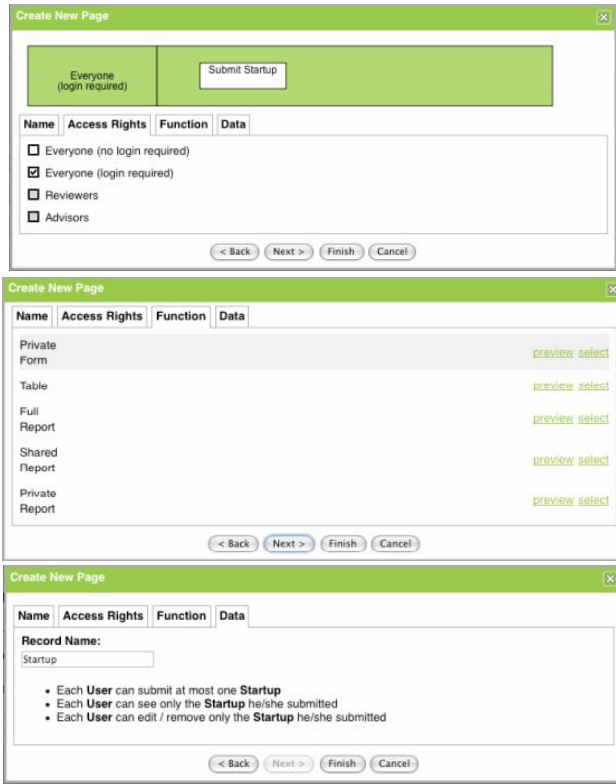 Create New Page
Everyone
(login required)
Submit Startup
Name Access Rights Function Data
Everyone (no login required)
Everyone (login required)
Reviewers
Advisors
< Back Next > Finish Cancel
Create New Page
Name Access Rights Function Data
Private
Form
preview select
Table
preview select
Full
Report
preview select
Shared
Report
preview select
Private
Report
preview select
< Back Next > Finish Cancel
Create New Page
Name Access Rights Function Data
Record Name:
Startup
• Each User can submit at most one Startup
• Each User can see only the Startup he/she submitted
• Each User can edit / remove only the Startup he/she submitted
< Back Next > Finish Cancel